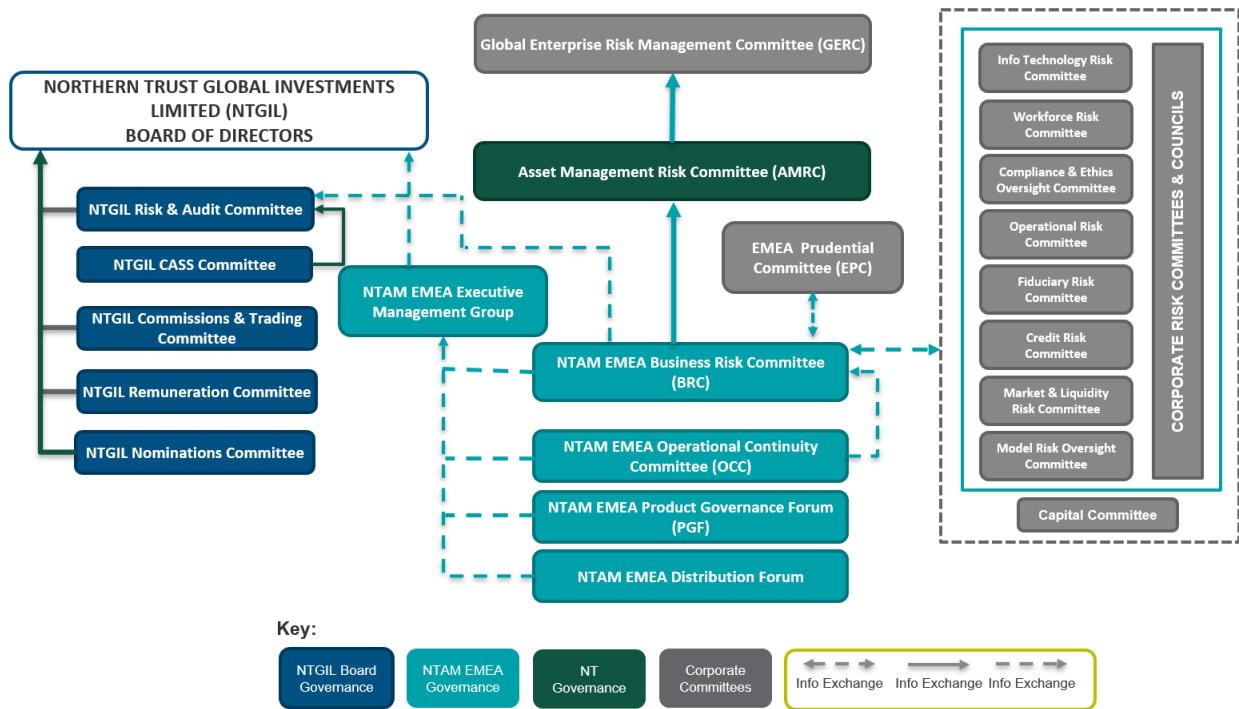 Global Enterprise Risk Management Committee (GERC)
NORTHERN TRUST GLOBAL INVESTMENTS
LIMITED (NTGIL)
BOARD OF DIRECTORS
Asset Management Risk Committee (AMRC)
NTGIL Risk & Audit Committee
NTGIL CASS Committee
NTGIL Commissions & Trading
Committee
NTGIL Remuneration Committee
NTGIL Nominations Committee
NTAM EMEA Executive
Management Group
EMEA Prudential
Committee (EPC)
NTAM EMEA Business Risk Committee
(BRC)
NTAM EMEA Operational Continuity
Committee (OCC)
NTAM EMEA Product Governance Forum
(PGF)
NTAM EMEA Distribution Forum
Info Technology Risk
Committee
Workforce Risk
Committee
Compliance & Ethics
Oversight Committee
Operational Risk
Committee
Fiduciary Risk
Committee
Credit Risk
Committee
Market & Liquidity
Risk Committee
Model Risk Oversight
Committee
CORPORATE RISK COMMITTEES & COUNCILS
Capital Committee
Key:
NTGIL Board
Governance
NTAM EMEA
Governance
NT
Governance
Corporate
Committees
Info Exchange
Info Exchange
Info Exchange